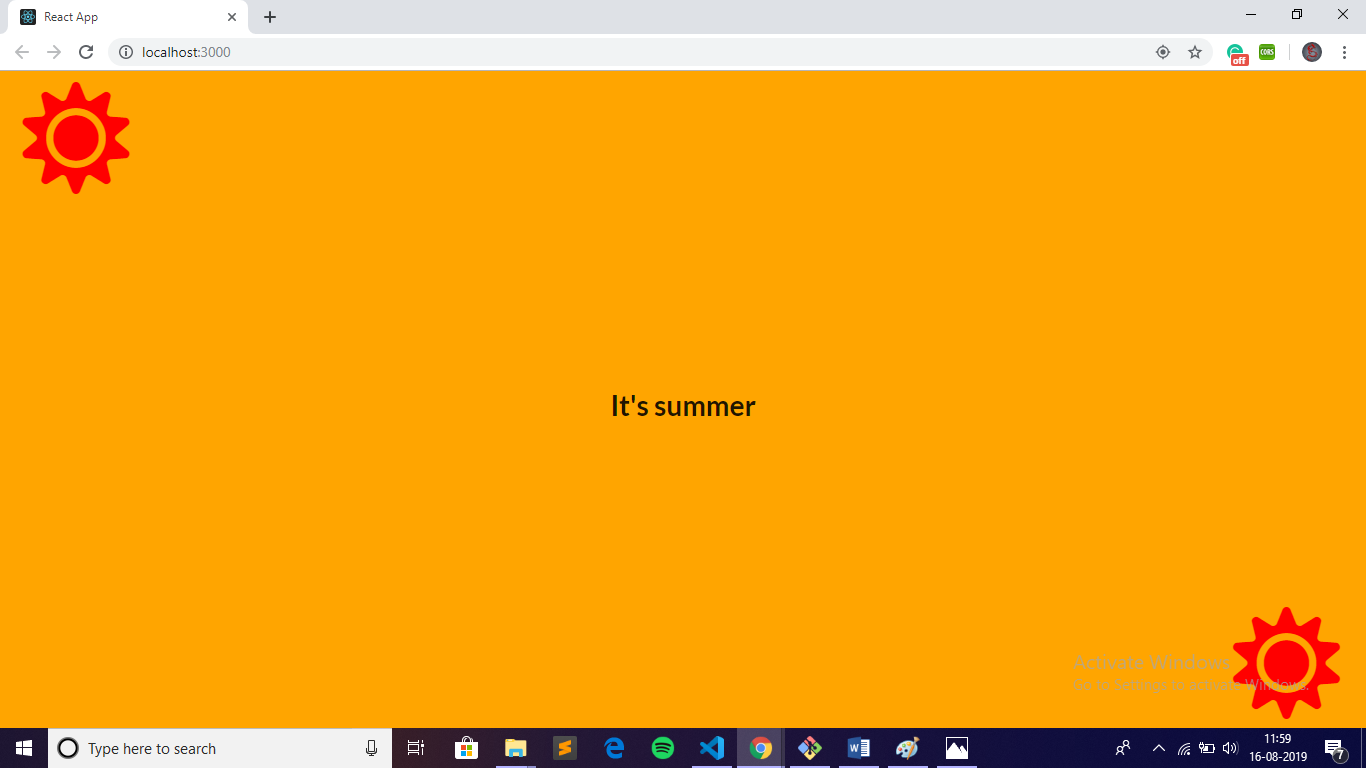 React App
localhost:3000
off
CORS
It's summer
Activate Windows
Go to Settings to activate Windows.
Type here to search
11:59
16-08-2019
7